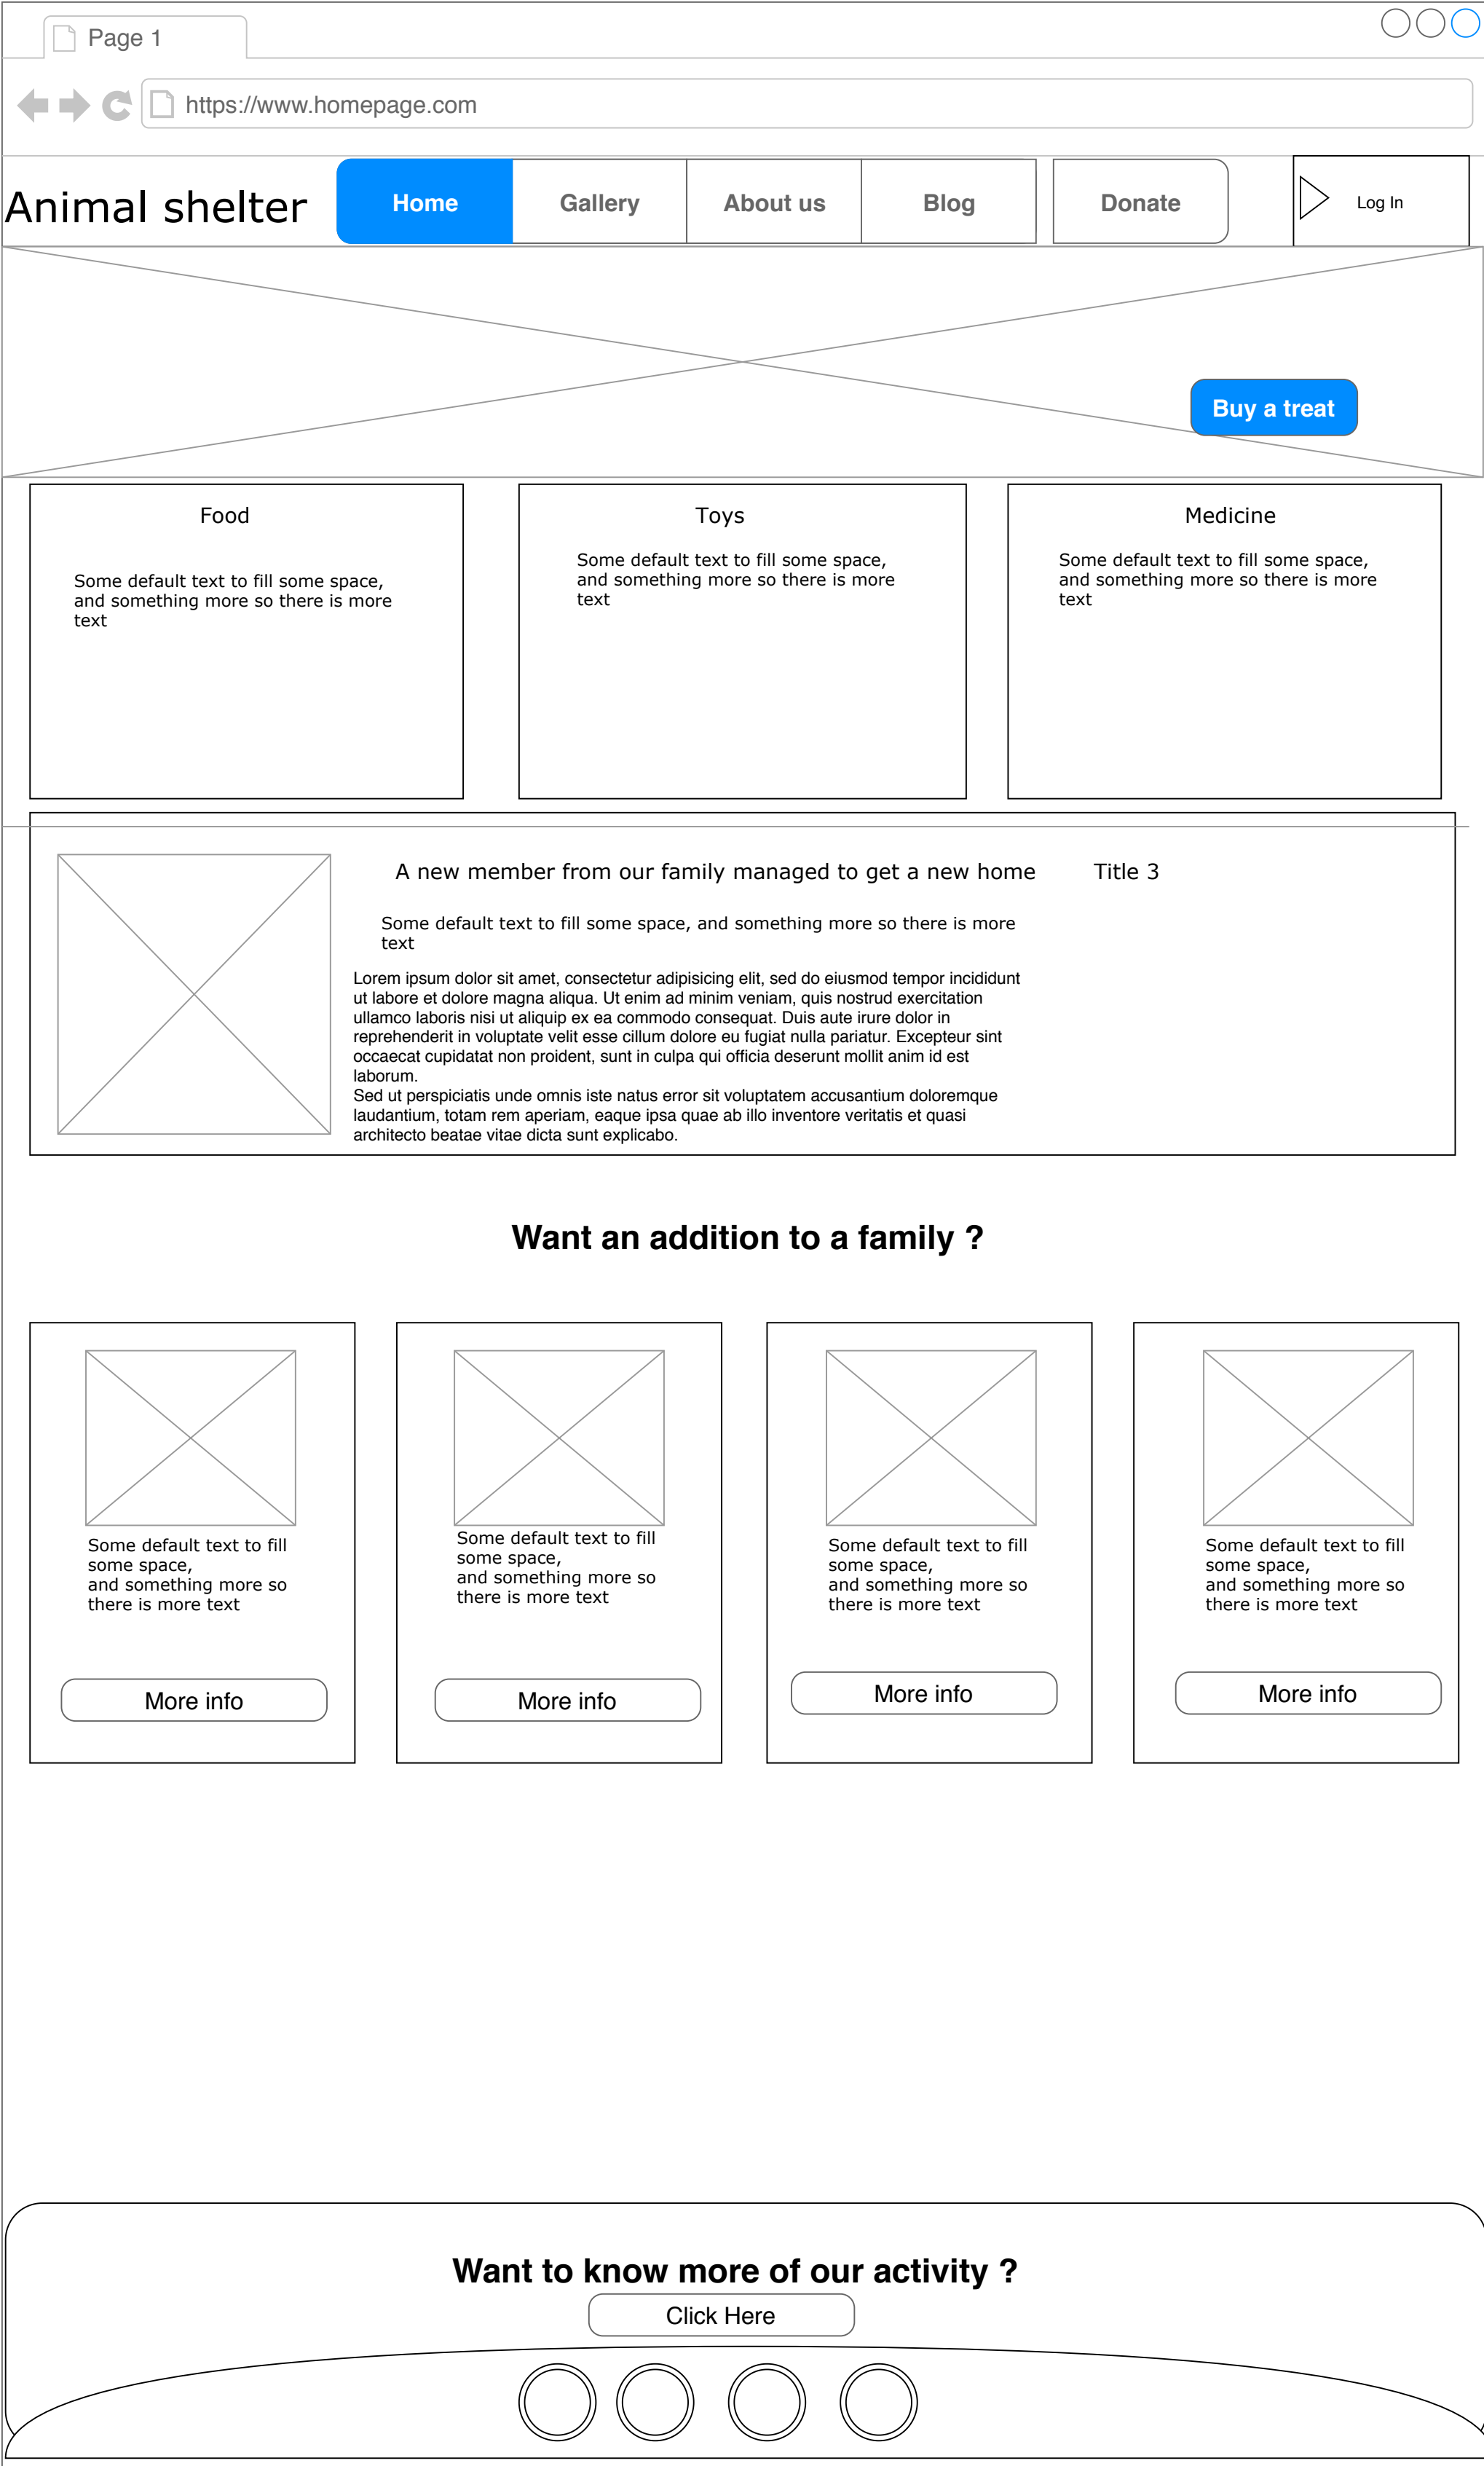 Page 1
https://www.homepage.com
Animal shelter
Home
Gallery
About us
Blog
Donate
Log In
Buy a treat
Food
Some default text to fill some space,
and something more so there is more
text
Toys
Some default text to fill some space,
and something more so there is more
text
Medicine
Some default text to fill some space,
and something more so there is more
text
A new member from our family managed to get a new home
Title 3
Some default text to fill some space, and something more so there is more
text
Lorem ipsum dolor sit amet, consectetur adipisicing elit, sed do eiusmod tempor incididunt
ut labore et dolore magna aliqua. Ut enim ad minim veniam, quis nostrud exercitation
ullamco laboris nisi ut aliquip ex ea commodo consequat. Duis aute irure dolor in
reprehenderit in voluptate velit esse cillum dolore eu fugiat nulla pariatur. Excepteur sint
occaecat cupidatat non proident, sunt in culpa qui officia deserunt mollit anim id est
laborum.
Sed ut perspiciatis unde omnis iste natus error sit voluptatem accusantium doloremque
laudantium, totam rem aperiam, eaque ipsa quae ab illo inventore veritatis et quasi
architecto beatae vitae dicta sunt explicabo.
Want an addition to a family ?
Some default text to fill
some space,
and something more so
there is more text
More info
Some default text to fill
some space,
and something more so
there is more text
More info
Some default text to fill
some space,
and something more so
there is more text
More info
Some default text to fill
some space,
and something more so
there is more text
More info
Want to know more of our activity ?
Click Here